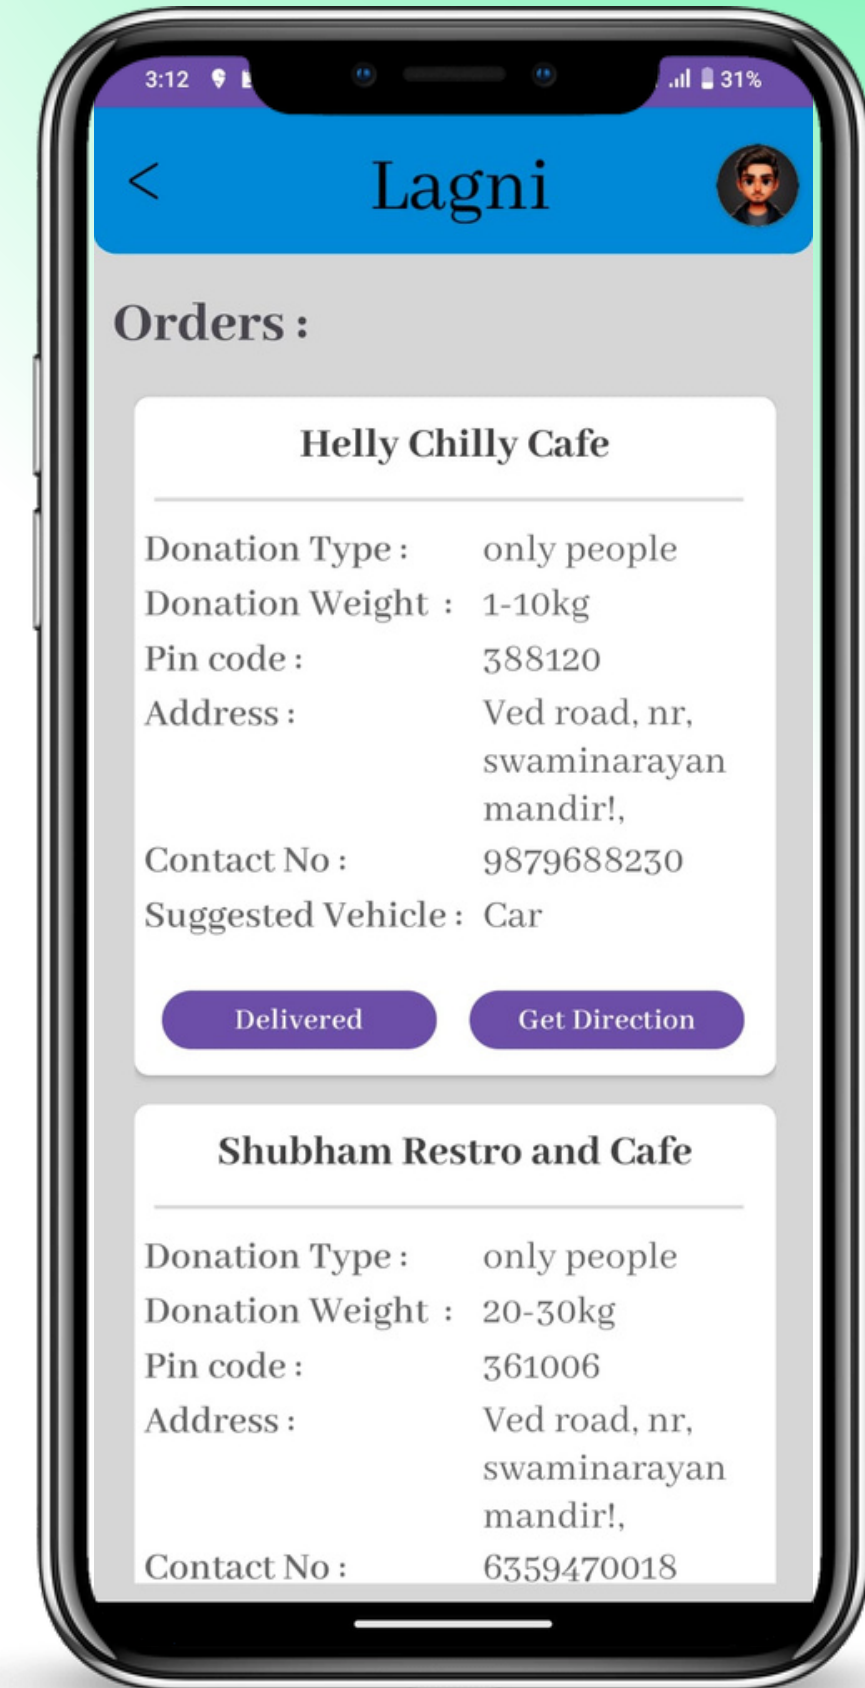 3:12
31%
<
Lagni
Orders :
Helly Chilly Cafe
Donation Type : only people
Donation Weight : 1-10kg
Pin code : 388120
Address : Ved road, nr,
swaminarayan
mandir!,
Contact No : 9879688230
Suggested Vehicle : Car
Delivered Get Direction
Shubham Restro and Cafe
Donation Type : only people
Donation Weight : 20-30kg
Pin code : 361006
Address : Ved road, nr,
swaminarayan
mandir!,
Contact No : 6359470018